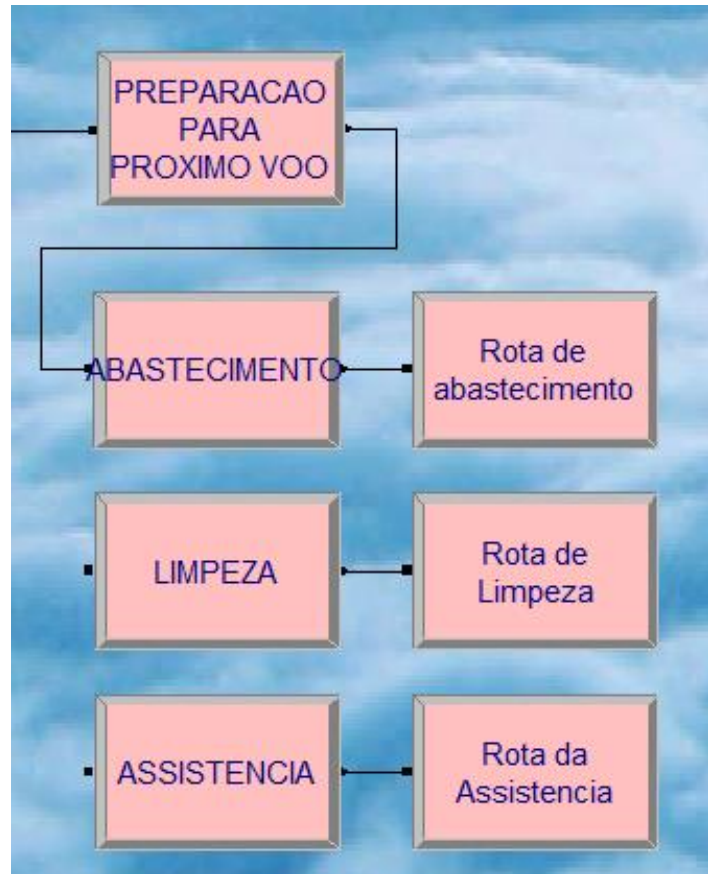 PREPARACAO
PARA
PROXIMO VOO
ABASTECIMENTO
Rota de
abastecimento
LIMPEZA
Rota de
Limpeza
ASSISTENCIA
Rota da
Assistencia